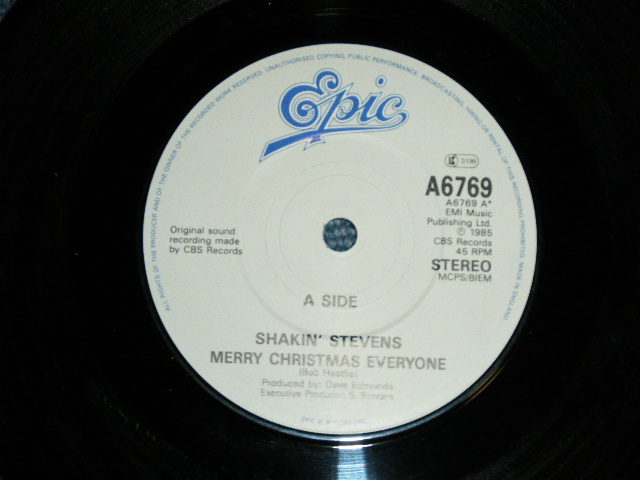 ALL RIGHTS OF THE PRODUCER AND OF THE OWNER OF THE RECORDED WORK RESERVED. UNAUTHORISED COPYING, PUBLIC PERFORMANCE, BROADCASTING, HIRING OR RENTAL OF THIS RECORDING PROHIBITED. MADE IN ENGLAND
Epic
A6769
A6769 A*
EMI Music
Publishing Ltd.
℗ 1985
CBS Records
45 RPM
STEREO
MCPS/BIEM
Original sound
recording made
by CBS Records
A SIDE
SHAKIN' STEVENS
MERRY CHRISTMAS EVERYONE
(Bob Heatlie)
Produced by: Dave Edmunds
Executive Producer: S.